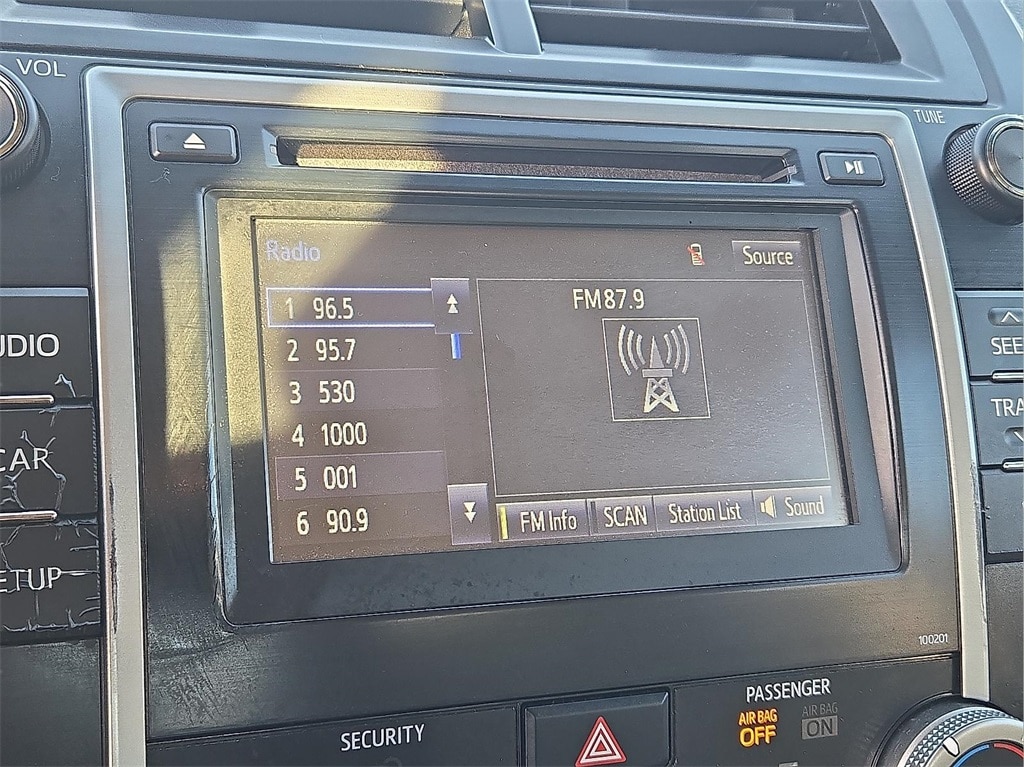 VOL
TUNE
Radio
Source
1 96.5
FM 87.9
2 95.7
3 530
4 1000
5 001
6 90.9
FM Info
SCAN
Station List
Sound
UDIO
CAR
ETUP
SEE
TRA
100201
SECURITY
PASSENGER
AIR BAG
OFF
AIR BAG
ON